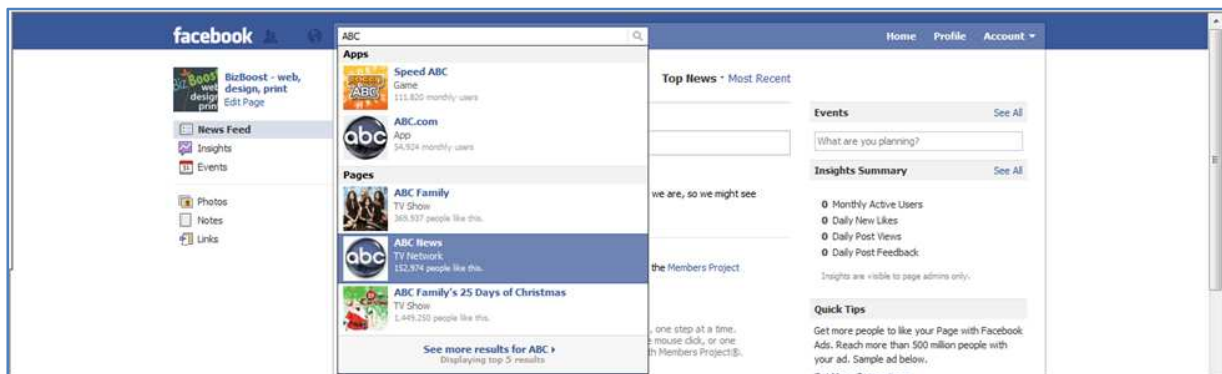 facebook
ABC
Home Profile Account
BizBoost - web,
design, print
Edit Page
News Feed
Insights
Events
Photos
Notes
Links
Apps
Speed ABC
Game
111,820 monthly users
ABC.com
App
54,924 monthly users
Pages
ABC Family
TV Show
369,937 people like this.
ABC News
TV Network
152,974 people like this.
ABC Family's 25 Days of Christmas
TV Show
1,449,250 people like this.
See more results for ABC
Displaying top 5 results
Top News · Most Recent
we are, so we might see
the Members Project
, one step at a time.
mouse click, or one
Members Project®.
Events See All
What are you planning?
Insights Summary See All
0 Monthly Active Users
0 Daily New Likes
0 Daily Post Views
0 Daily Post Feedback
Insights are visible to page admins only.
Quick Tips
Get more people to like your Page with Facebook
Ads. Reach more than 500 million people with
your ad. Sample ad below.